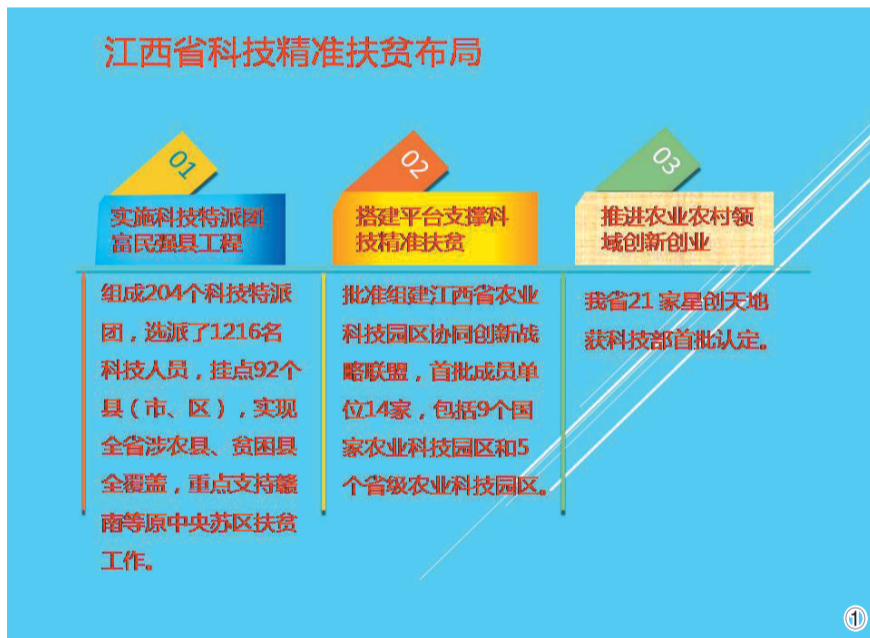 江西省科技精准扶贫布局
01
实施科技特派团
富民强县工程
组成204个科技特派
团，选派了1216名
科技人员，挂点92个
县（市、区），实现
全省涉农县、贫困县
全覆盖，重点支持赣
南等原中央苏区扶贫
工作。
02
搭建平台支撑科
技精准扶贫
批准组建江西省农业
科技园区协同创新战
略联盟，首批成员单
位14家，包括9个国
家农业科技园区和5
个省级农业科技园区。
03
推进农业农村领
域创新创业
我省21 家星创天地
获科技部首批认定。
①